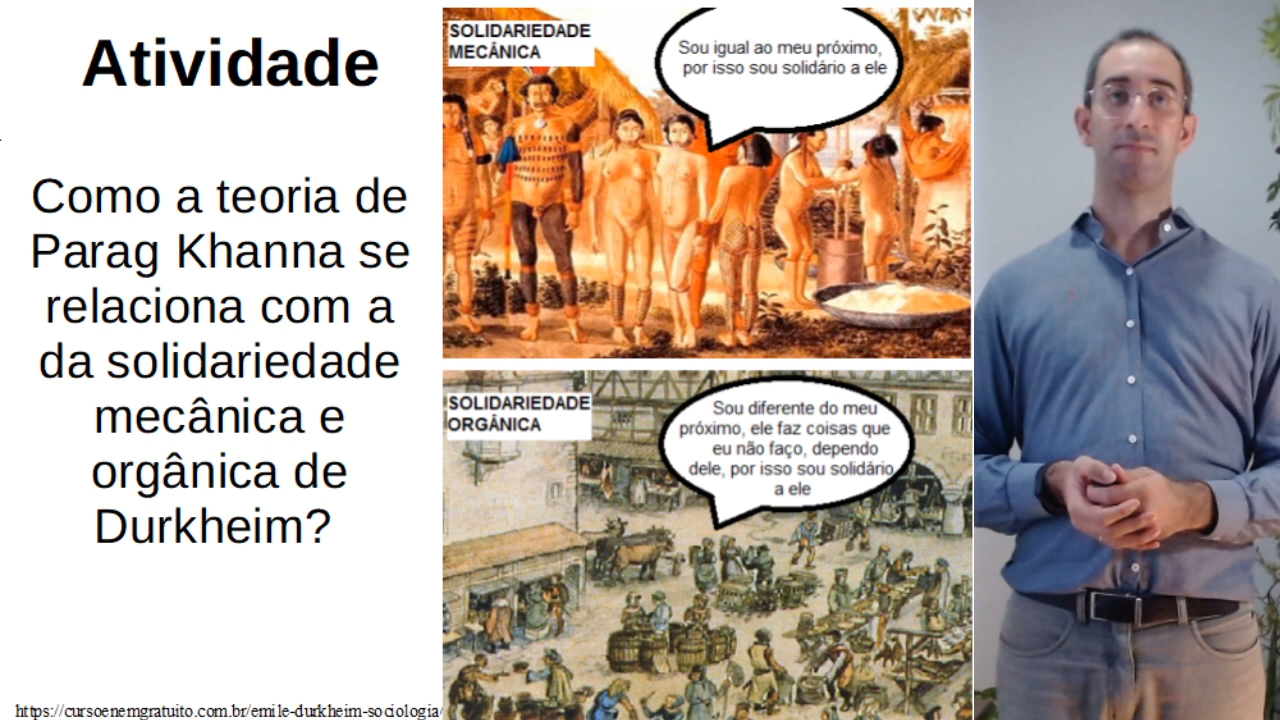 Atividade
Como a teoria de
Parag Khanna se
relaciona com a
da solidariedade
mecânica e
orgânica de
Durkheim?
https://cursoenemgratuito.com.br/emile-durkheim-sociologia/
SOLIDARIEDADE
MECÂNICA
Sou igual ao meu próximo,
por isso sou solidário a ele
SOLIDARIEDADE
ORGÂNICA
Sou diferente do meu
próximo, ele faz coisas que
eu não faço, dependo
dele, por isso sou solidário
a ele